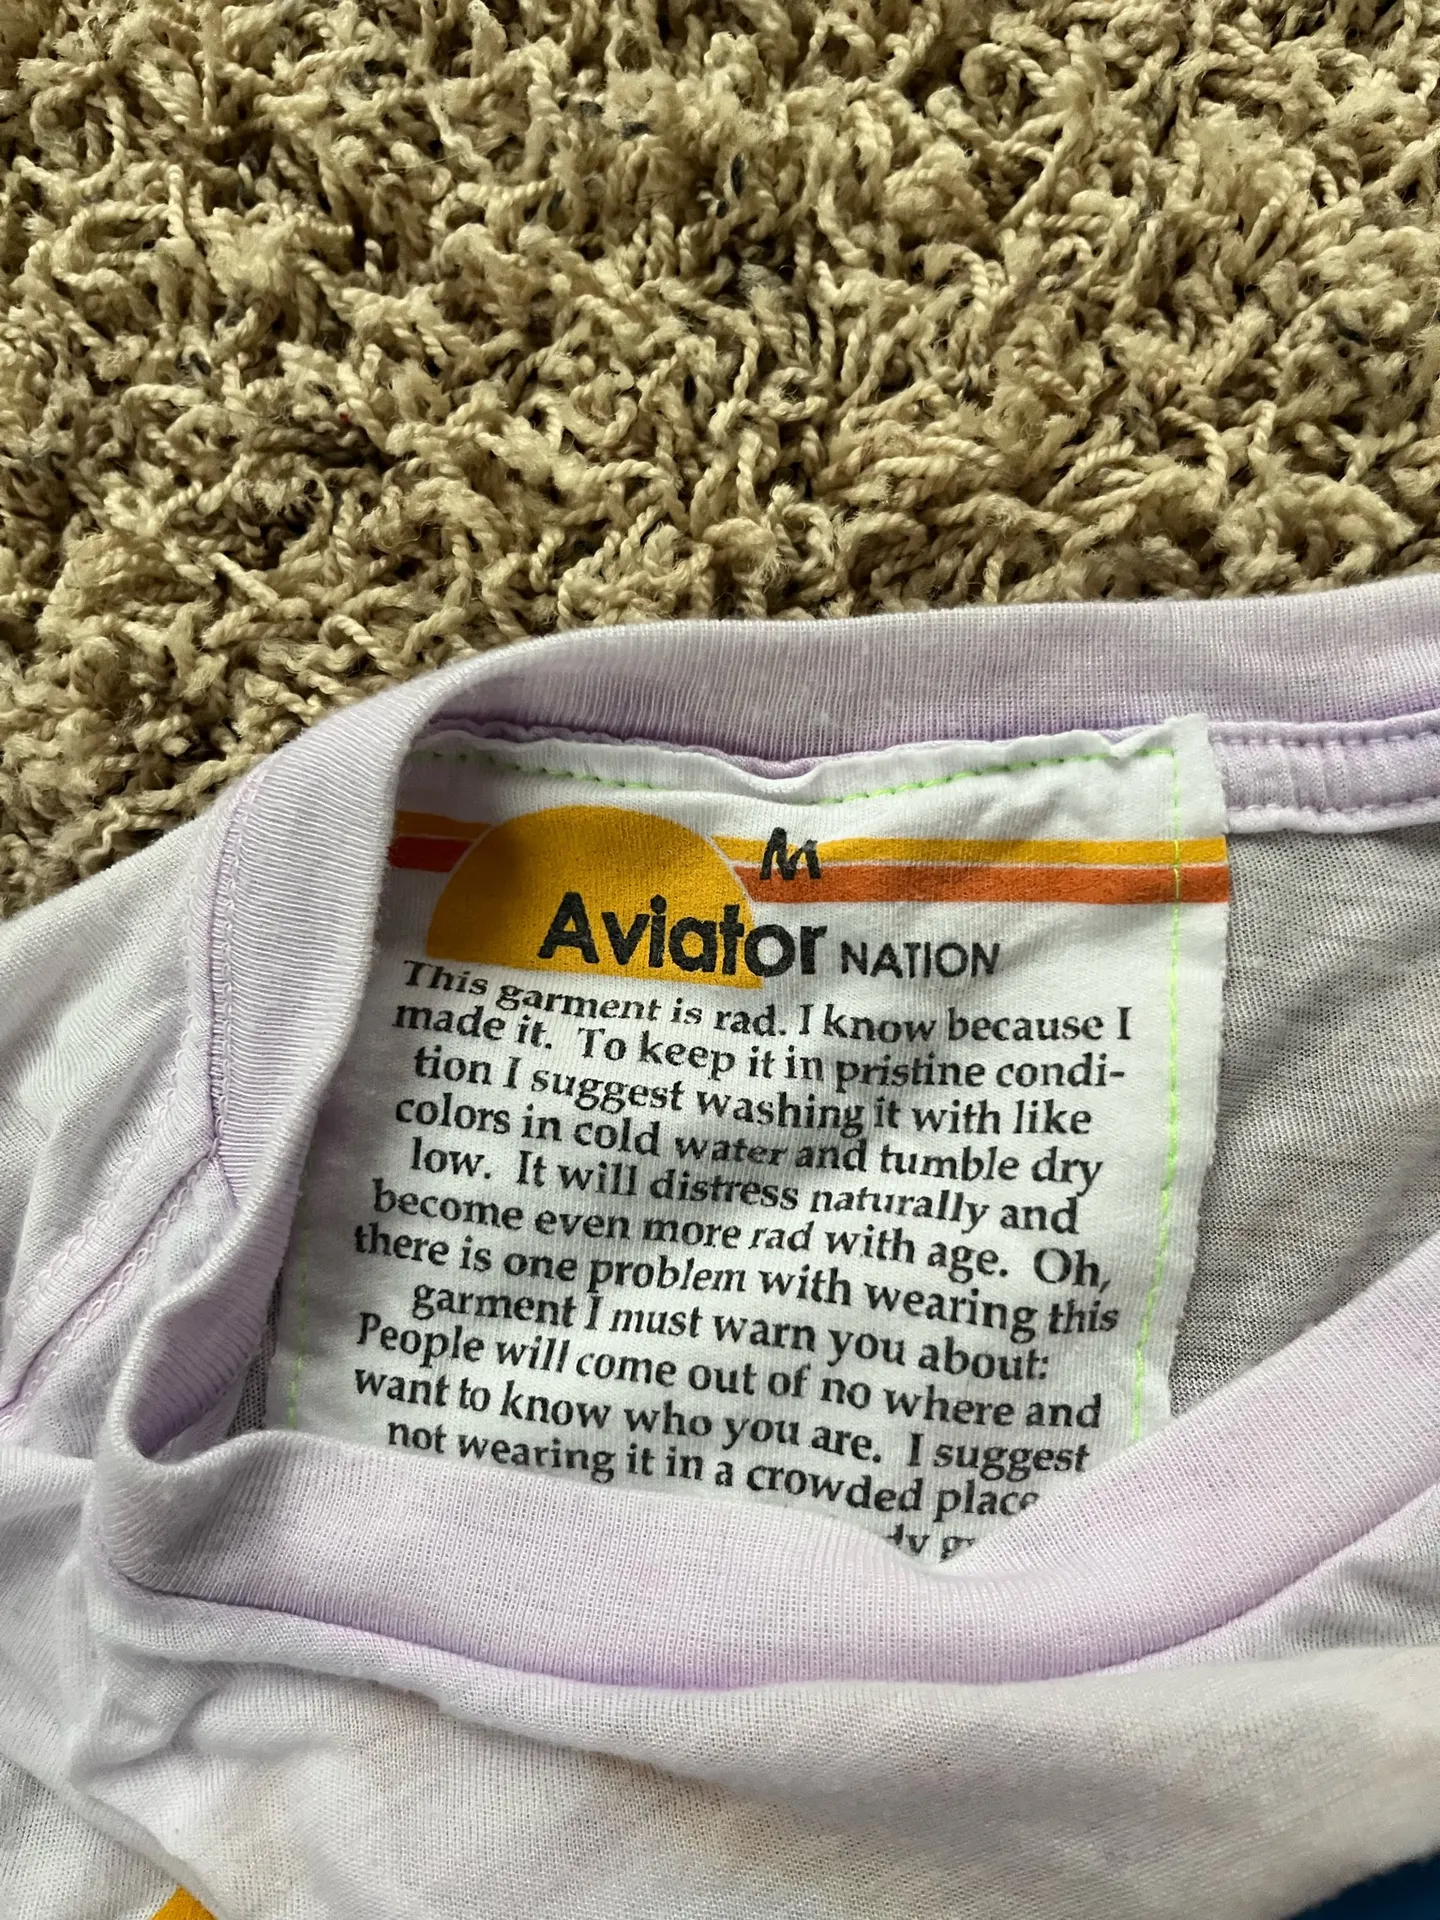 M
Aviator NATION
This garment is rad. I know because I
made it. To keep it in pristine condi-
tion I suggest washing it with like
colors in cold water and tumble dry
low. It will distress naturally and
become even more rad with age. Oh,
there is one problem with wearing this
garment I must warn you about:
People will come out of no where and
want to know who you are. I suggest
not wearing it in a crowded place